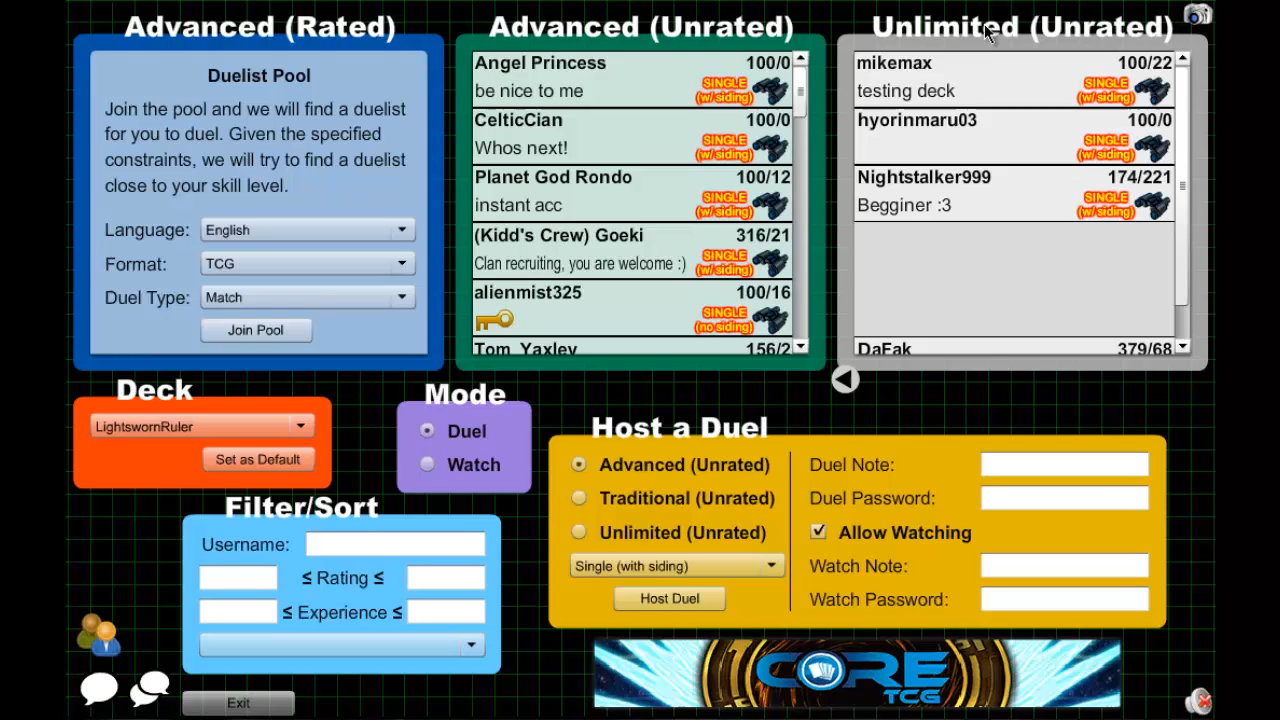 Advanced (Rated)
Duelist Pool
Join the pool and we will find a duelist
for you to duel. Given the specified
constraints, we will try to find a duelist
close to your skill level.
Language: English
Format: TCG
Duel Type: Match
Join Pool
Advanced (Unrated)
Angel Princess 100/0
be nice to me SINGLE
(w/ siding)
CelticCian 100/0
Whos next! SINGLE
(w/ siding)
Planet God Rondo 100/12
instant acc SINGLE
(w/ siding)
(Kidd's Crew) Goeki 316/21
Clan recruiting, you are welcome :) SINGLE
(w/ siding)
alienmist325 100/16
SINGLE
(no siding)
Tom Yaxley 156/2
Unlimited (Unrated)
mikemax 100/22
testing deck SINGLE
(w/ siding)
hyorinmaru03 100/0
SINGLE
(w/ siding)
Nightstalker999 174/221
Begginer :3 SINGLE
(w/ siding)
DaFak 379/68
Deck
LightswornRuler
Set as Default
Mode
Duel
Watch
Filter/Sort
Username:
≤ Rating ≤
≤ Experience ≤
Exit
Host a Duel
Advanced (Unrated)
Traditional (Unrated)
Unlimited (Unrated)
Single (with siding)
Host Duel
Duel Note:
Duel Password:
Allow Watching
Watch Note:
Watch Password:
CORE
TCG